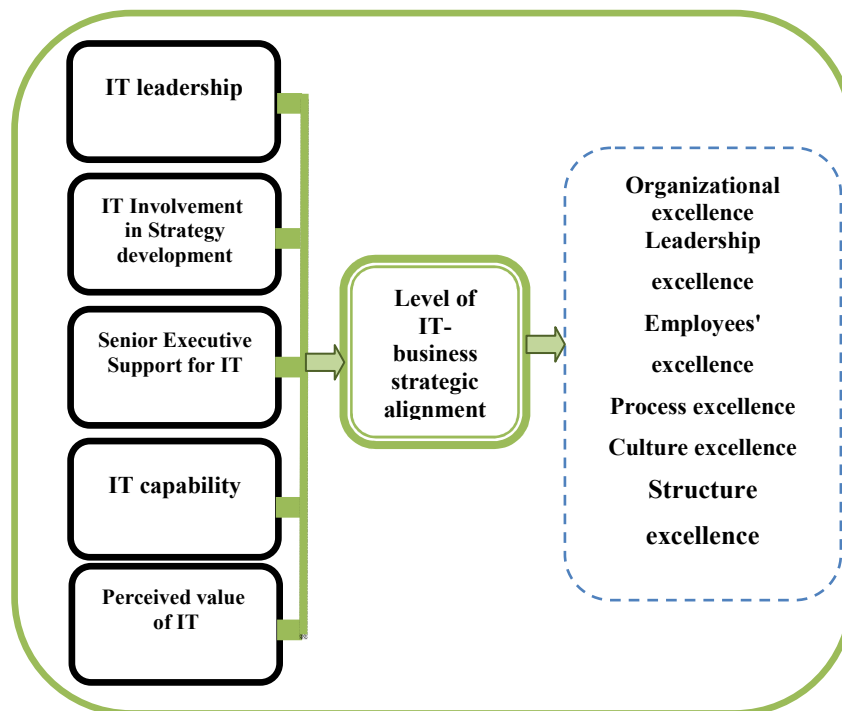 IT leadership
IT Involvement
in Strategy
development
Senior Executive
Support for IT
IT capability
Perceived value
of IT
Level of
IT-
business
strategic
alignment
Organizational
excellence
Leadership
excellence
Employees'
excellence
Process excellence
Culture excellence
Structure
excellence